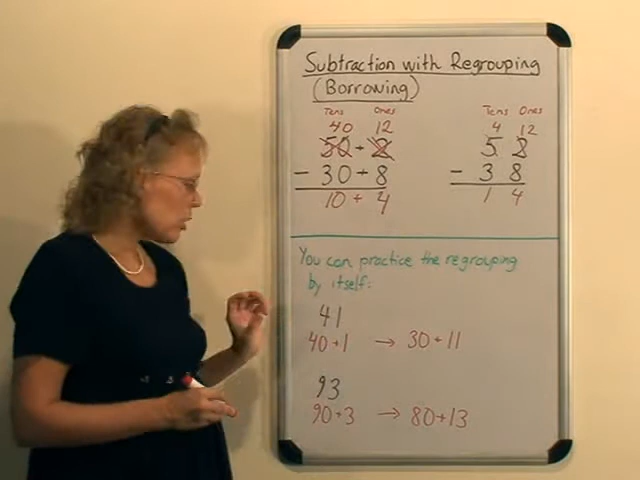 Subtraction with Regrouping
(Borrowing)
Tens Ones
40 12
50 + 2
- 30 + 8
10 + 4
Tens Ones
4 12
5 2
- 3 8
1 4
You can practice the regrouping
by itself:
41
40+1 → 30+11
93
90+3 → 80+13